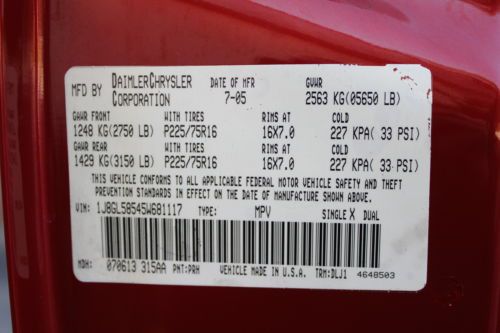 MFD BY DAIMLERCHRYSLER CORPORATION DATE OF MFR 7-05 GVWR 2563 KG(05650 LB)
GAWR FRONT WITH TIRES RIMS AT COLD
1248 KG(2750 LB) P225/75R16 16X7.0 227 KPA( 33 PSI)
GAWR REAR WITH TIRES RIMS AT COLD
1429 KG(3150 LB) P225/75R16 16X7.0 227 KPA( 33 PSI)
THIS VEHICLE CONFORMS TO ALL APPLICABLE FEDERAL MOTOR VEHICLE SAFETY AND THEFT
PREVENTION STANDARDS IN EFFECT ON THE DATE OF MANUFACTURE SHOWN ABOVE.
VIN: 1J8GL58545W681117 TYPE: MPV SINGLE X DUAL
MDH: 070613 315AA PNT:PRH VEHICLE MADE IN U.S.A. TRM:DLJ1 4648503